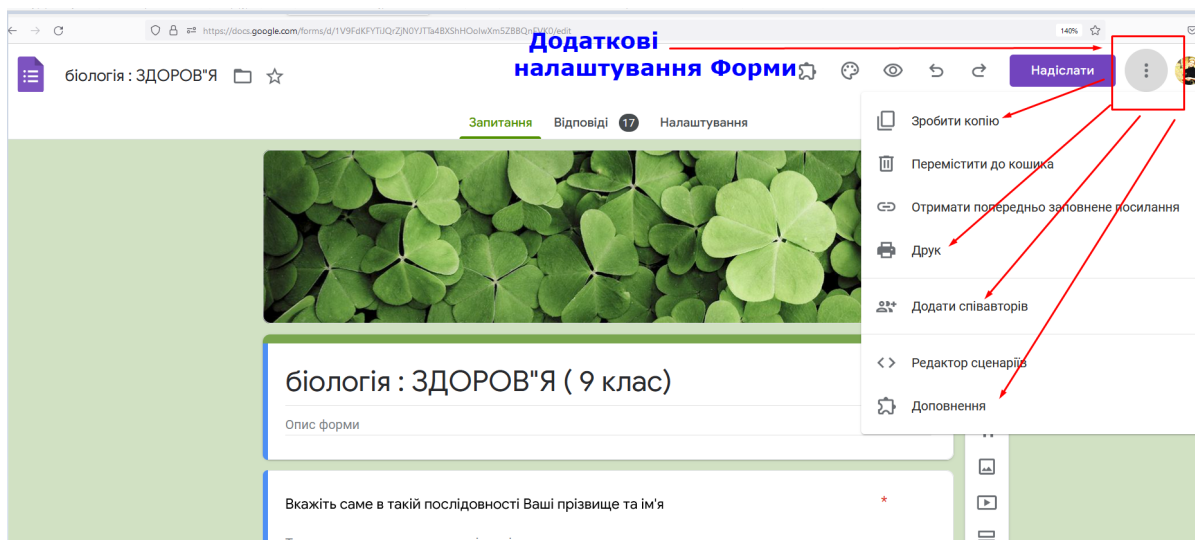 https://docs.google.com/forms/d/
140%
Додаткові
налаштування Форми
біологія : ЗДОРОВ"Я
Надіслати
Запитання Відповіді 17 Налаштування
Зробити копію
Перемістити до кошика
Отримати попередньо заповнене посилання
Друк
Додати співавторів
Редактор сценаріїв
Доповнення
біологія : ЗДОРОВ"Я ( 9 клас)
Опис форми
Вкажіть саме в такій послідовності Ваші прізвище та ім'я *